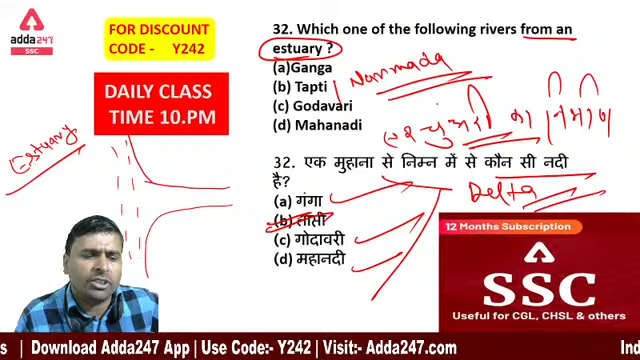 adda247
SSC
FOR DISCOUNT
CODE - Y242
DAILY CLASS
TIME 10.PM
Estuary
32. Which one of the following rivers from an
estuary ?
(a)Ganga
(b) Tapti
Narmada
(c) Godavari
(d) Mahanadi
का निर्माण
32. एक मुहाना से निम्न में से कौन सी नदी
है?
(a) गंगा
Delta
(b) ताप्ती
(c) गोदावरी
(d) महानदी
12 Months Subscription
SSC
Useful for CGL, CHSL & others
s | Download Adda247 App | Use Code:- Y242 | Visit:- Adda247.com
Ind